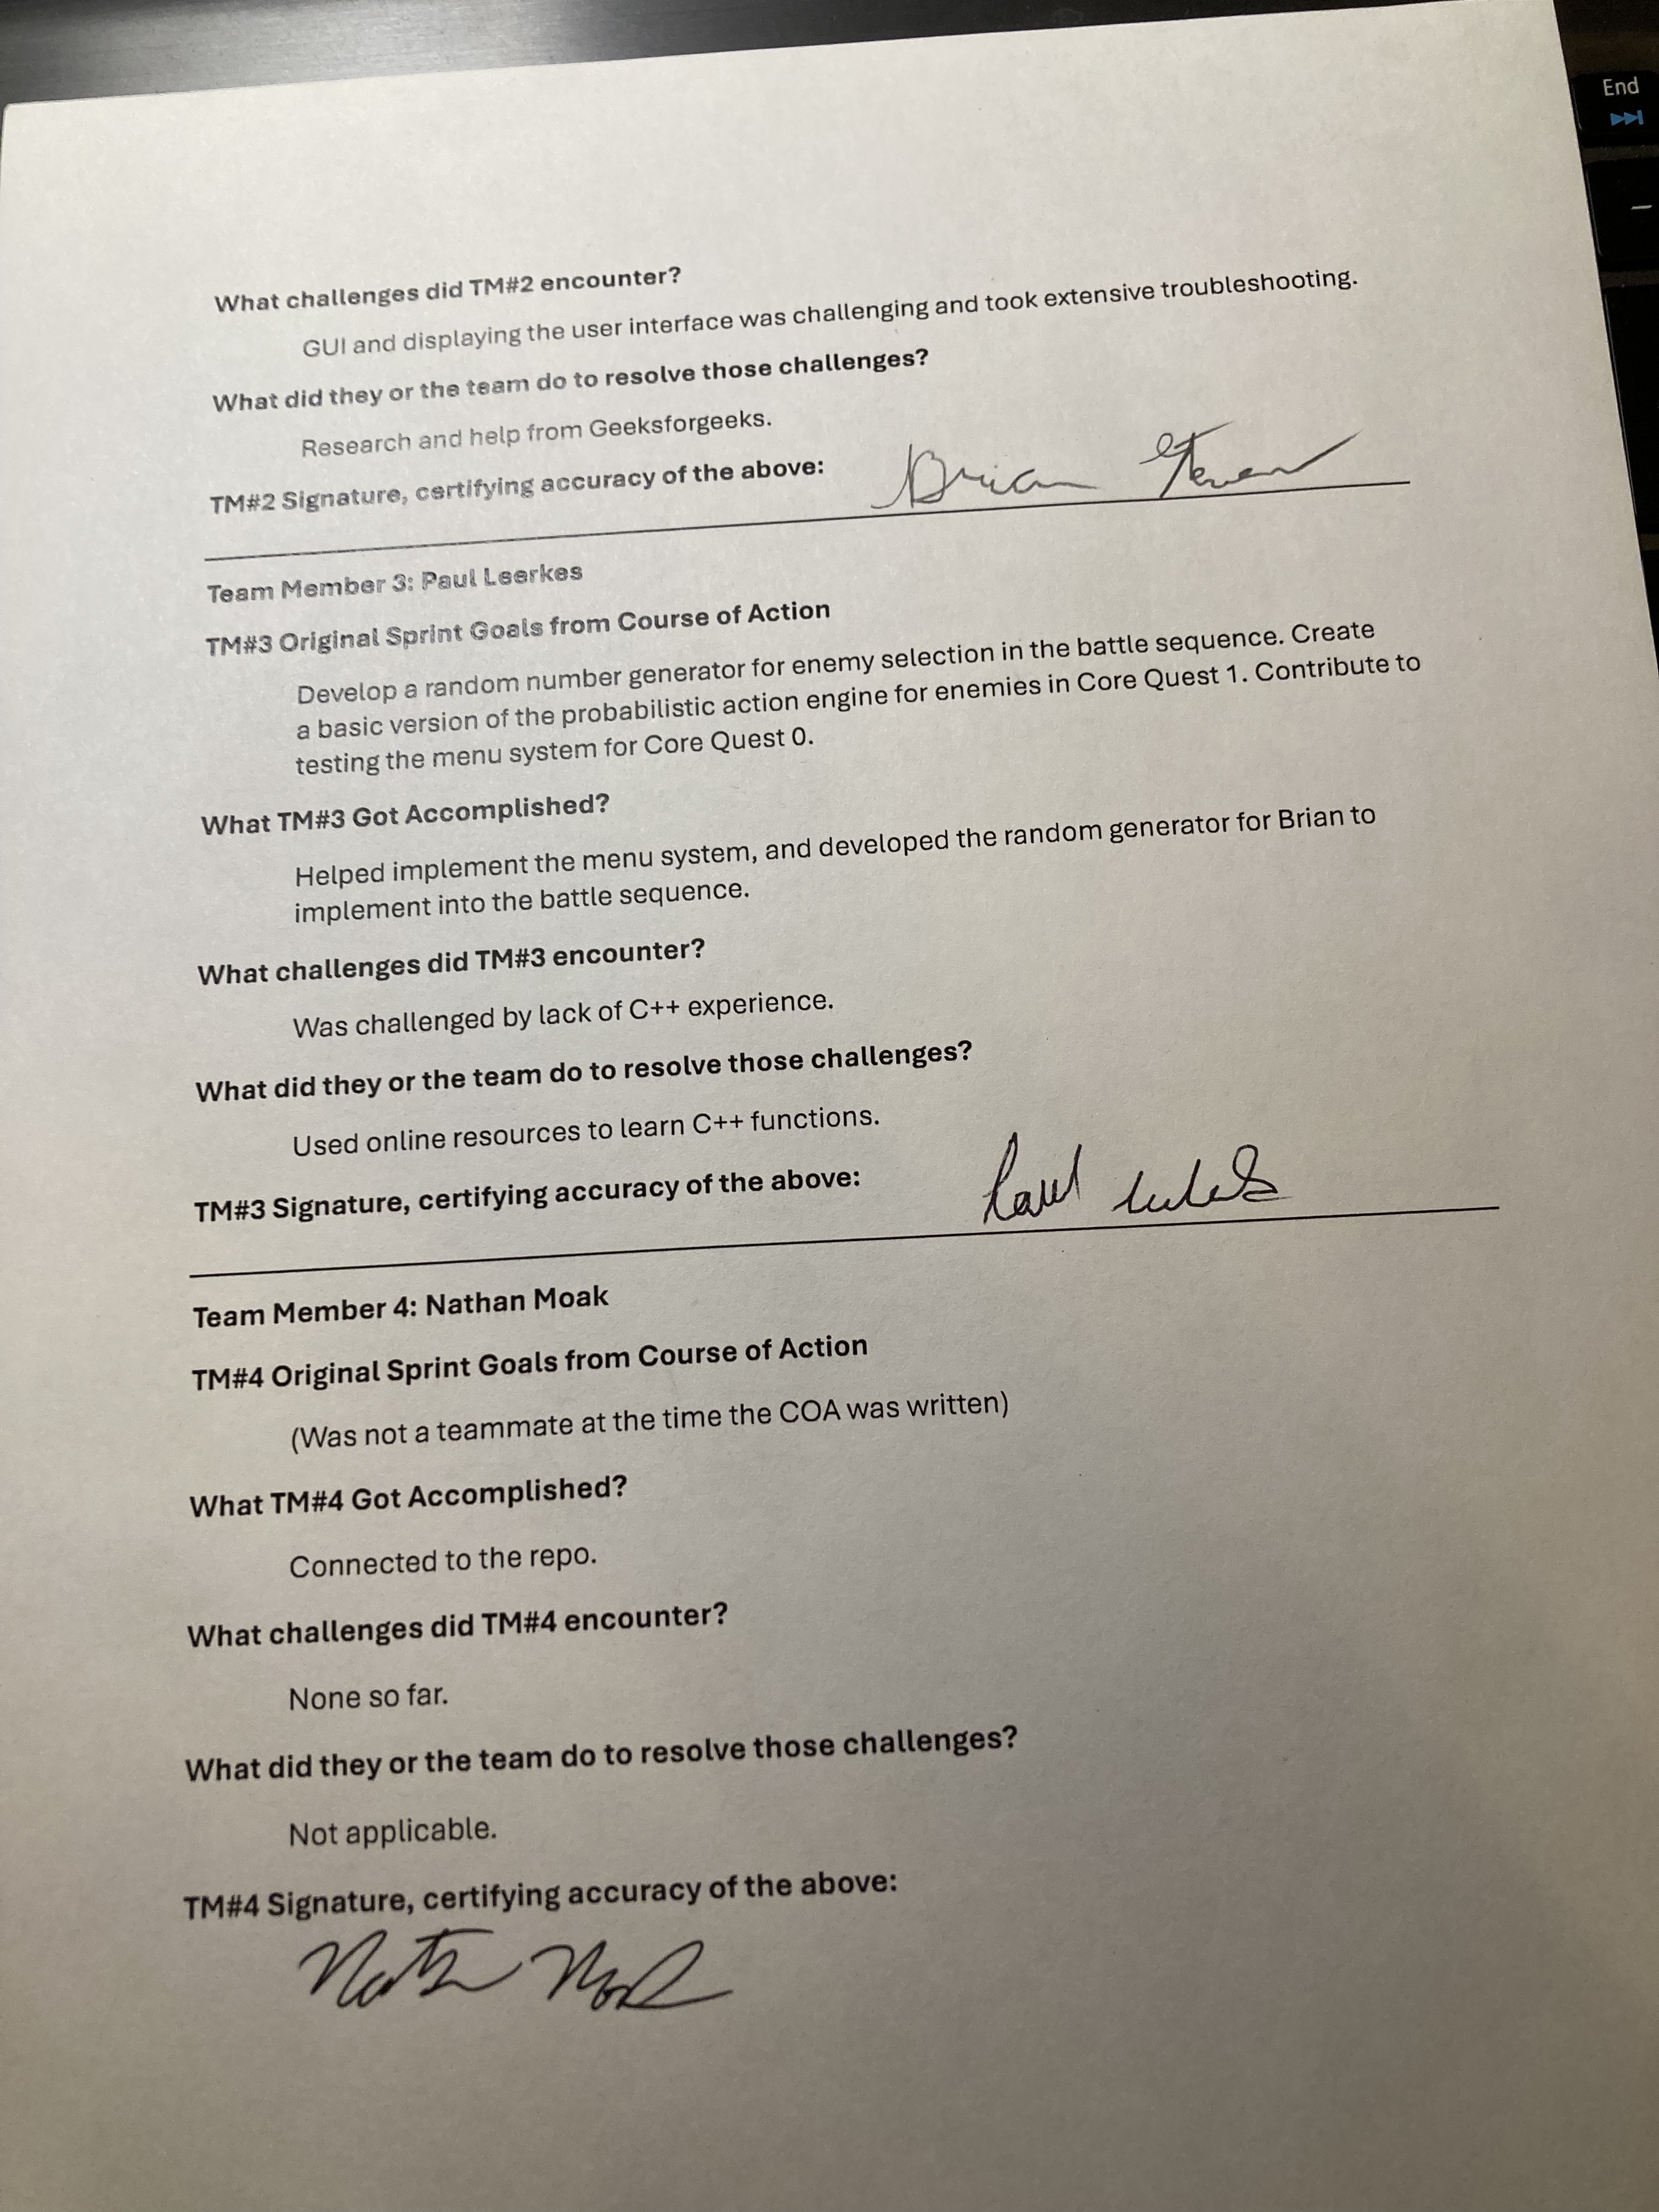 End
What challenges did TM#2 encounter?
GUI and displaying the user interface was challenging and took extensive troubleshooting.
What did they or the team do to resolve those challenges?
Research and help from Geeksforgeeks.
TM#2 Signature, certifying accuracy of the above: Brian
Team Member 3: Paul Leerkes
TM#3 Original Sprint Goals from Course of Action
Develop a random number generator for enemy selection in the battle sequence. Create
a basic version of the probabilistic action engine for enemies in Core Quest 1. Contribute to
testing the menu system for Core Quest 0.
What TM#3 Got Accomplished?
Helped implement the menu system, and developed the random generator for Brian to
implement into the battle sequence.
What challenges did TM#3 encounter?
Was challenged by lack of C++ experience.
What did they or the team do to resolve those challenges?
Used online resources to learn C++ functions.
TM#3 Signature, certifying accuracy of the above: Paul
Team Member 4: Nathan Moak
TM#4 Original Sprint Goals from Course of Action
(Was not a teammate at the time the COA was written)
What TM#4 Got Accomplished?
Connected to the repo.
What challenges did TM#4 encounter?
None so far.
What did they or the team do to resolve those challenges?
Not applicable.
TM#4 Signature, certifying accuracy of the above: